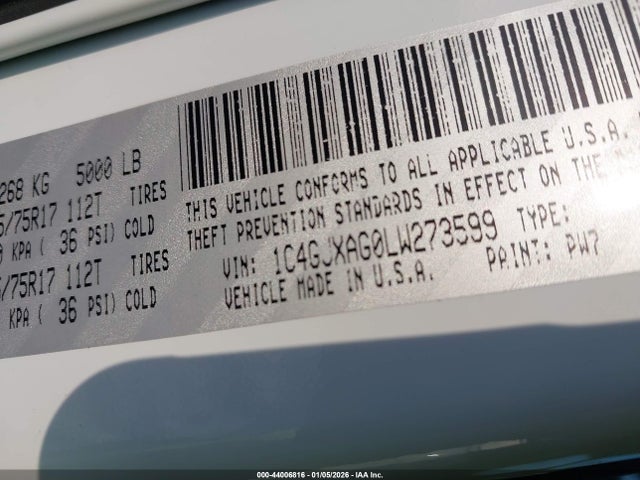 268 KG 5000 LB
/75R17 112T TIRES
KPA ( 36 PSI) COLD
/75R17 112T TIRES
KPA ( 36 PSI) COLD
THIS VEHICLE CONFORMS TO ALL APPLICABLE U.S.A.
THEFT PREVENTION STANDARDS IN EFFECT ON THE
VIN: 1C4GJXAG0LW273599 TYPE:
VEHICLE MADE IN U.S.A. PAINT: PW7
000-44006816 - 01/05/2026 - IAA Inc.